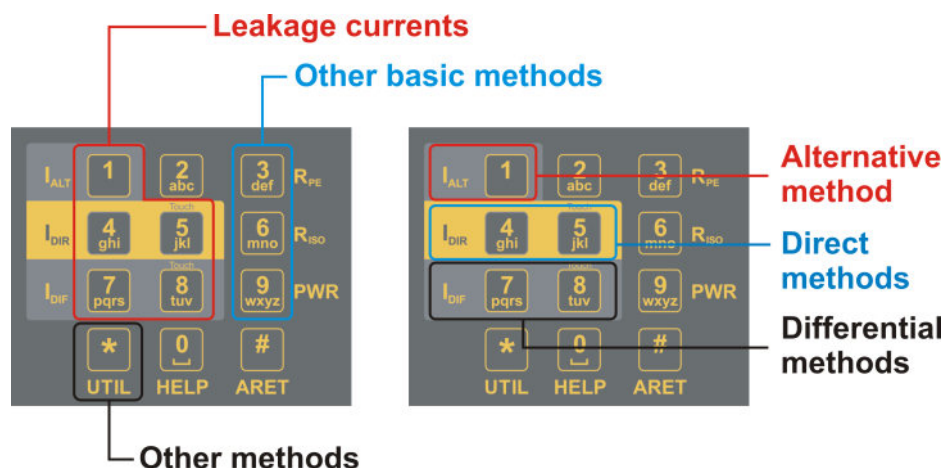 Leakage currents
Other basic methods
I ALT 1 2 abc 3 def R PE
Touch
I DIR 4 ghi 5 jkl 6 mno R ISO
Touch
I DIF 7 pqrs 8 tuv 9 wxyz PWR
* 0 #
UTIL HELP ARET
Other methods
I ALT 1 2 abc 3 def R PE
Touch
I DIR 4 ghi 5 jkl 6 mno R ISO
Touch
I DIF 7 pqrs 8 tuv 9 wxyz PWR
* 0 #
UTIL HELP ARET
Alternative
method
Direct
methods
Differential
methods